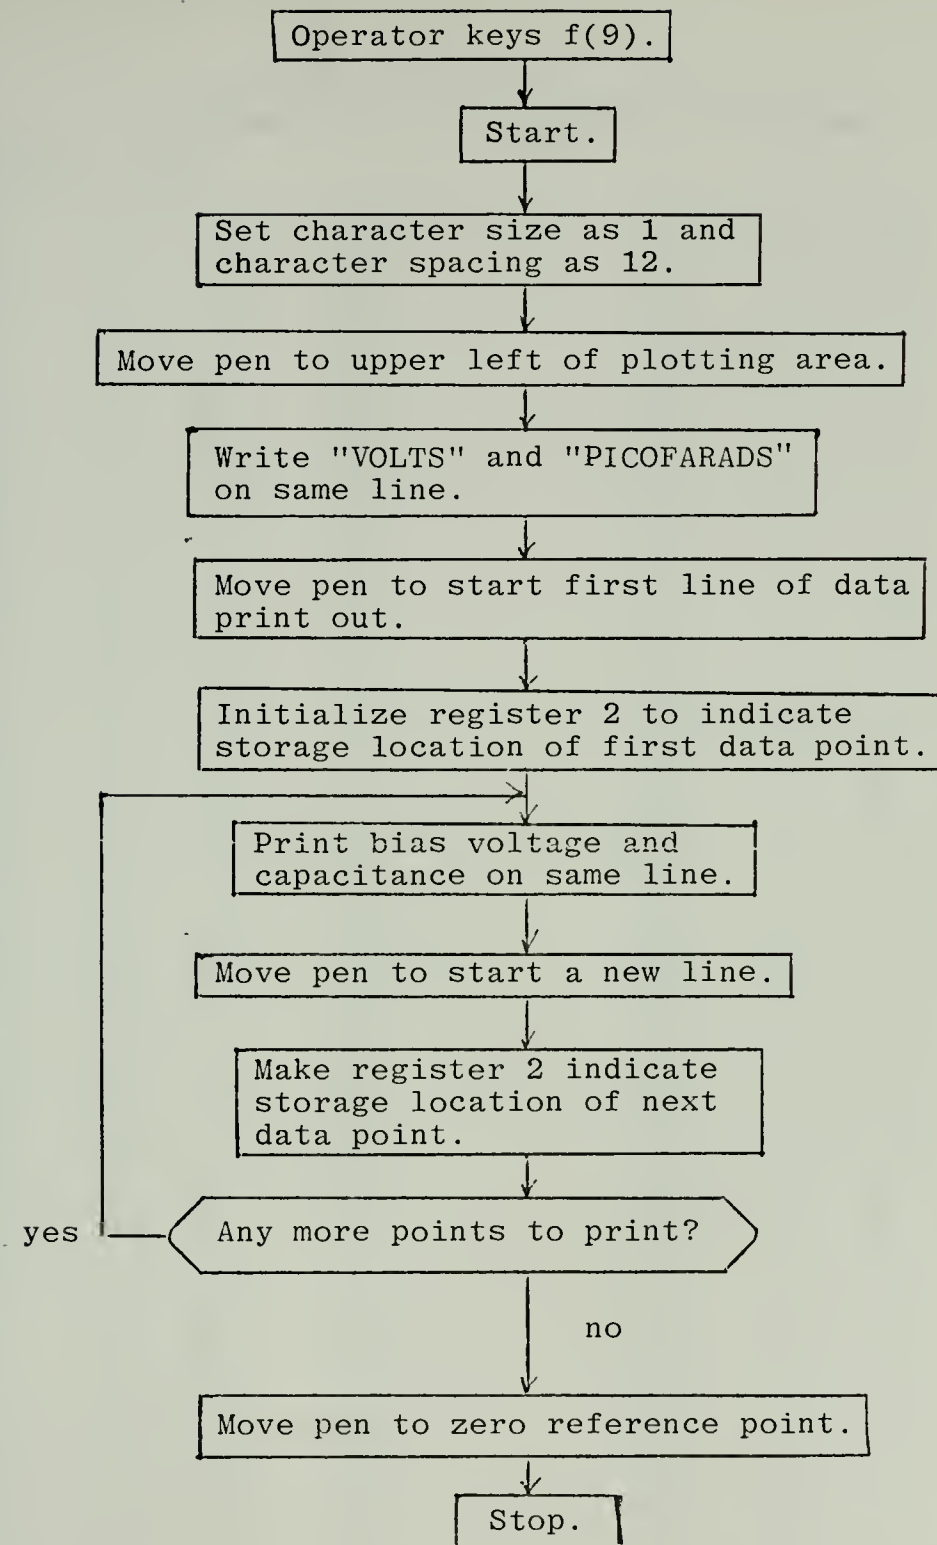 Operator keys f(9).
Start.
Set character size as 1 and
character spacing as 12.
Move pen to upper left of plotting area.
Write "VOLTS" and "PICOFARADS"
on same line.
Move pen to start first line of data
print out.
Initialize register 2 to indicate
storage location of first data point.
Print bias voltage and
capacitance on same line.
Move pen to start a new line.
Make register 2 indicate
storage location of next
data point.
yes
Any more points to print?
no
Move pen to zero reference point.
Stop.